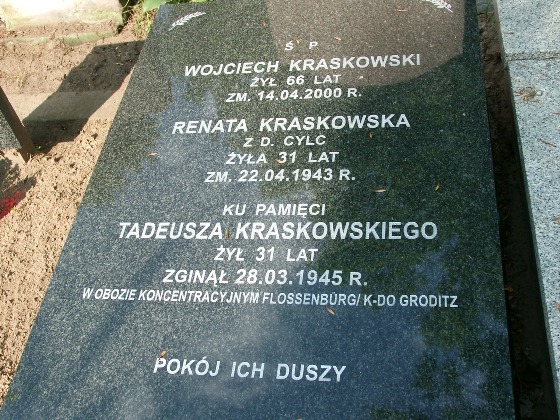 Ś P
WOJCIECH KRASKOWSKI
ŻYŁ 66 LAT
ZM. 14.04.2000 R.
RENATA KRASKOWSKA
Z D. CYLC
ŻYŁA 31 LAT
ZM. 22.04.1943 R.
KU PAMIĘCI
TADEUSZA KRASKOWSKIEGO
ŻYŁ 31 LAT
ZGINĄŁ 28.03.1945 R.
W OBOZIE KONCENTRACYJNYM FLOSSENBÜRG/ K-DO GRODITZ
POKÓJ ICH DUSZY